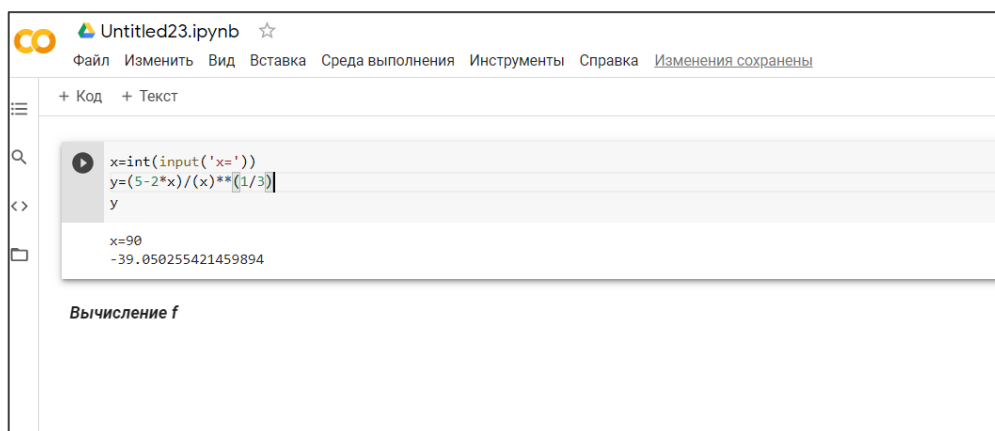 Untitled23.ipynb
Файл Изменить Вид Вставка Среда выполнения Инструменты Справка Изменения сохранены
+ Код + Текст
x=int(input('x='))
y=(5-2*x)/(x)**(1/3)
y
x=90
-39.050255421459894
Вычисление f